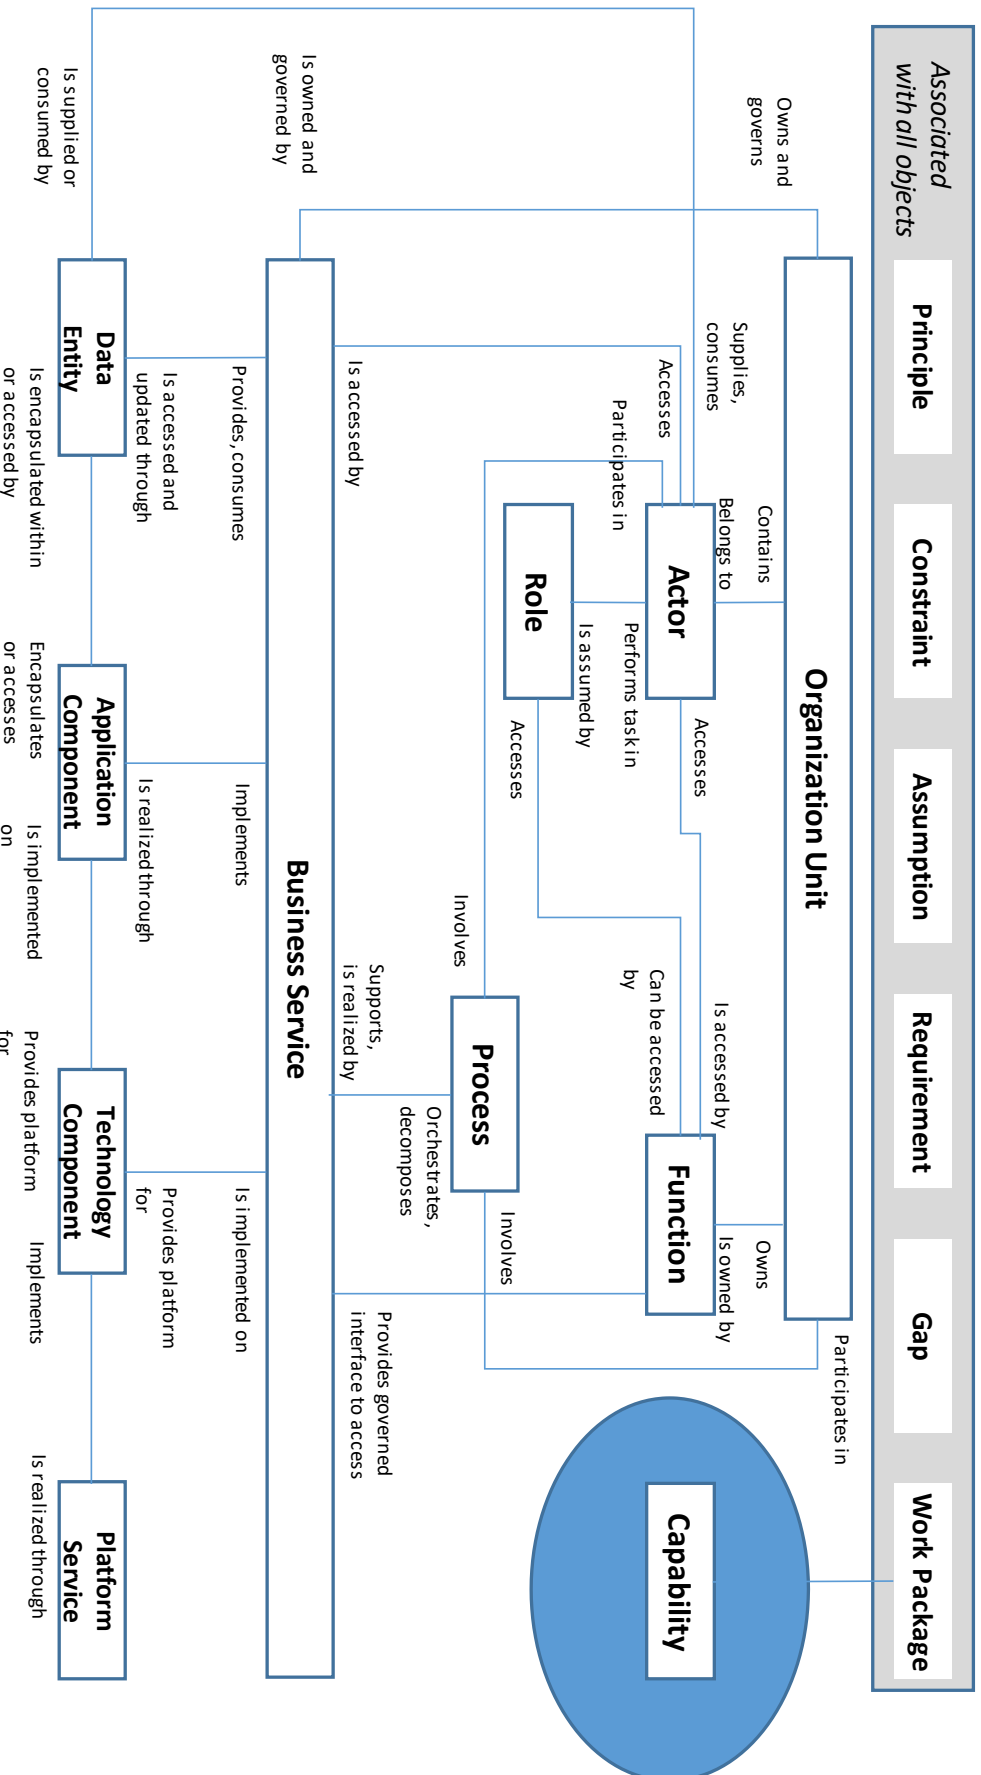 Associated
with all objects
Principle
Constraint
Assumption
Requirement
Gap
Work Package
Owns and
governs
Organization Unit
Participates in
Contains
Belongs to
Owns
Is owned by
Supplies,
consumes
Accesses
Participates in
Actor
Accesses
Is accessed by
Can be accessed
by
Function
Capability
Performs task in
Is assumed by
Role
Accesses
Involves
Process
Involves
Is owned and
governed by
Is accessed by
Supports,
is realized by
Orchestrates,
decomposes
Provides governed
interface to access
Business Service
Provides, consumes
Is accessed and
updated through
Implements
Is realized through
Is implemented on
Provides platform
for
Is supplied or
consumed by
Data
Entity
Application
Component
Technology
Component
Platform
Service
Is encapsulated within
or accessed by
Encapsulates
or accesses
Is implemented
on
Provides platform
for
Implements
Is realized through